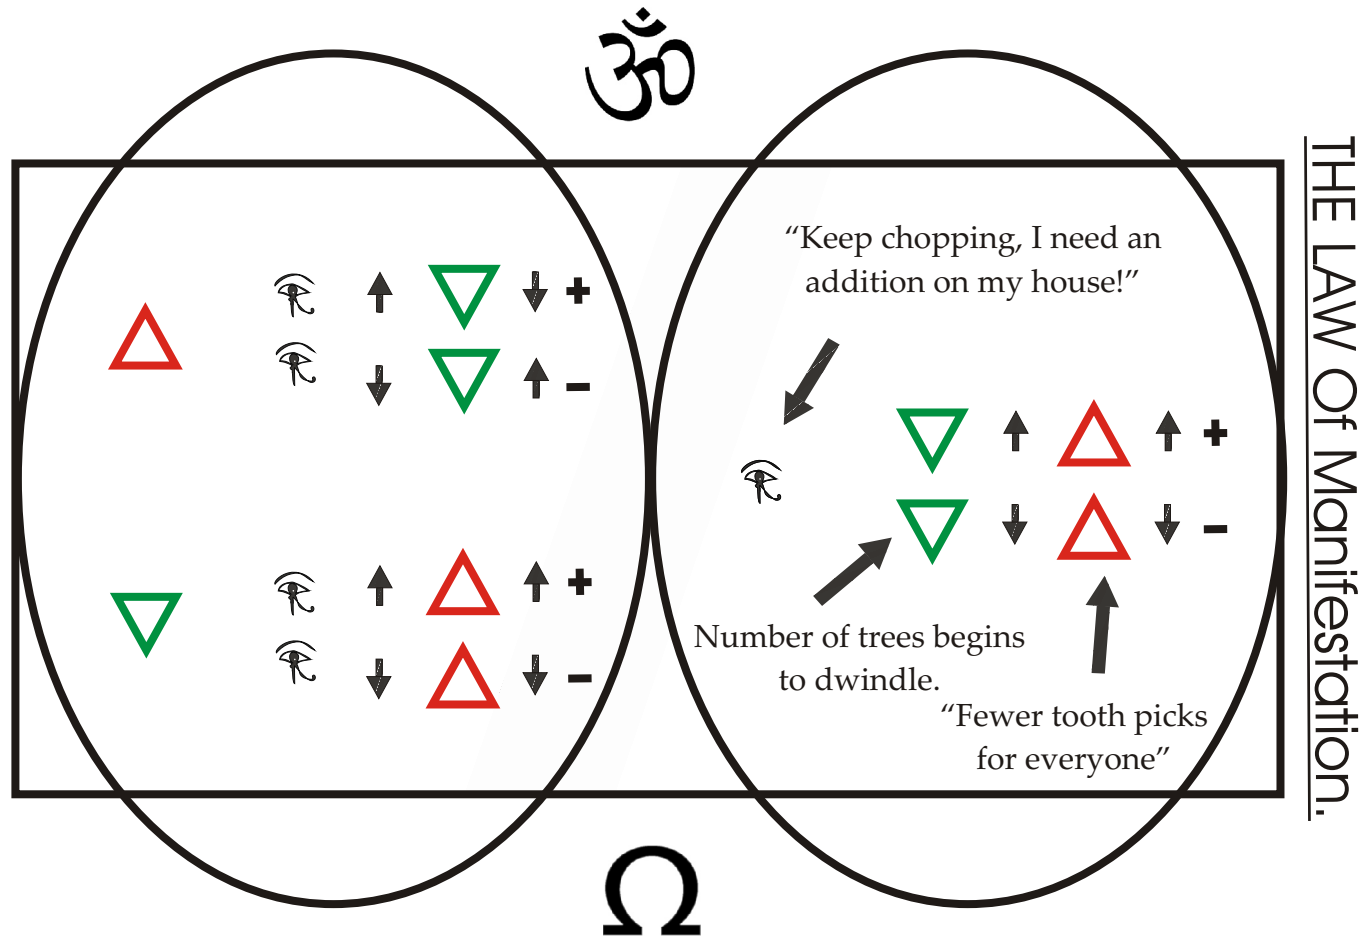 ॐ
“Keep chopping, I need an
addition on my house!”
+
−
+
−
+
−
Number of trees begins
to dwindle.
“Fewer tooth picks
for everyone”
Ω
THE LAW Of Manifestation.